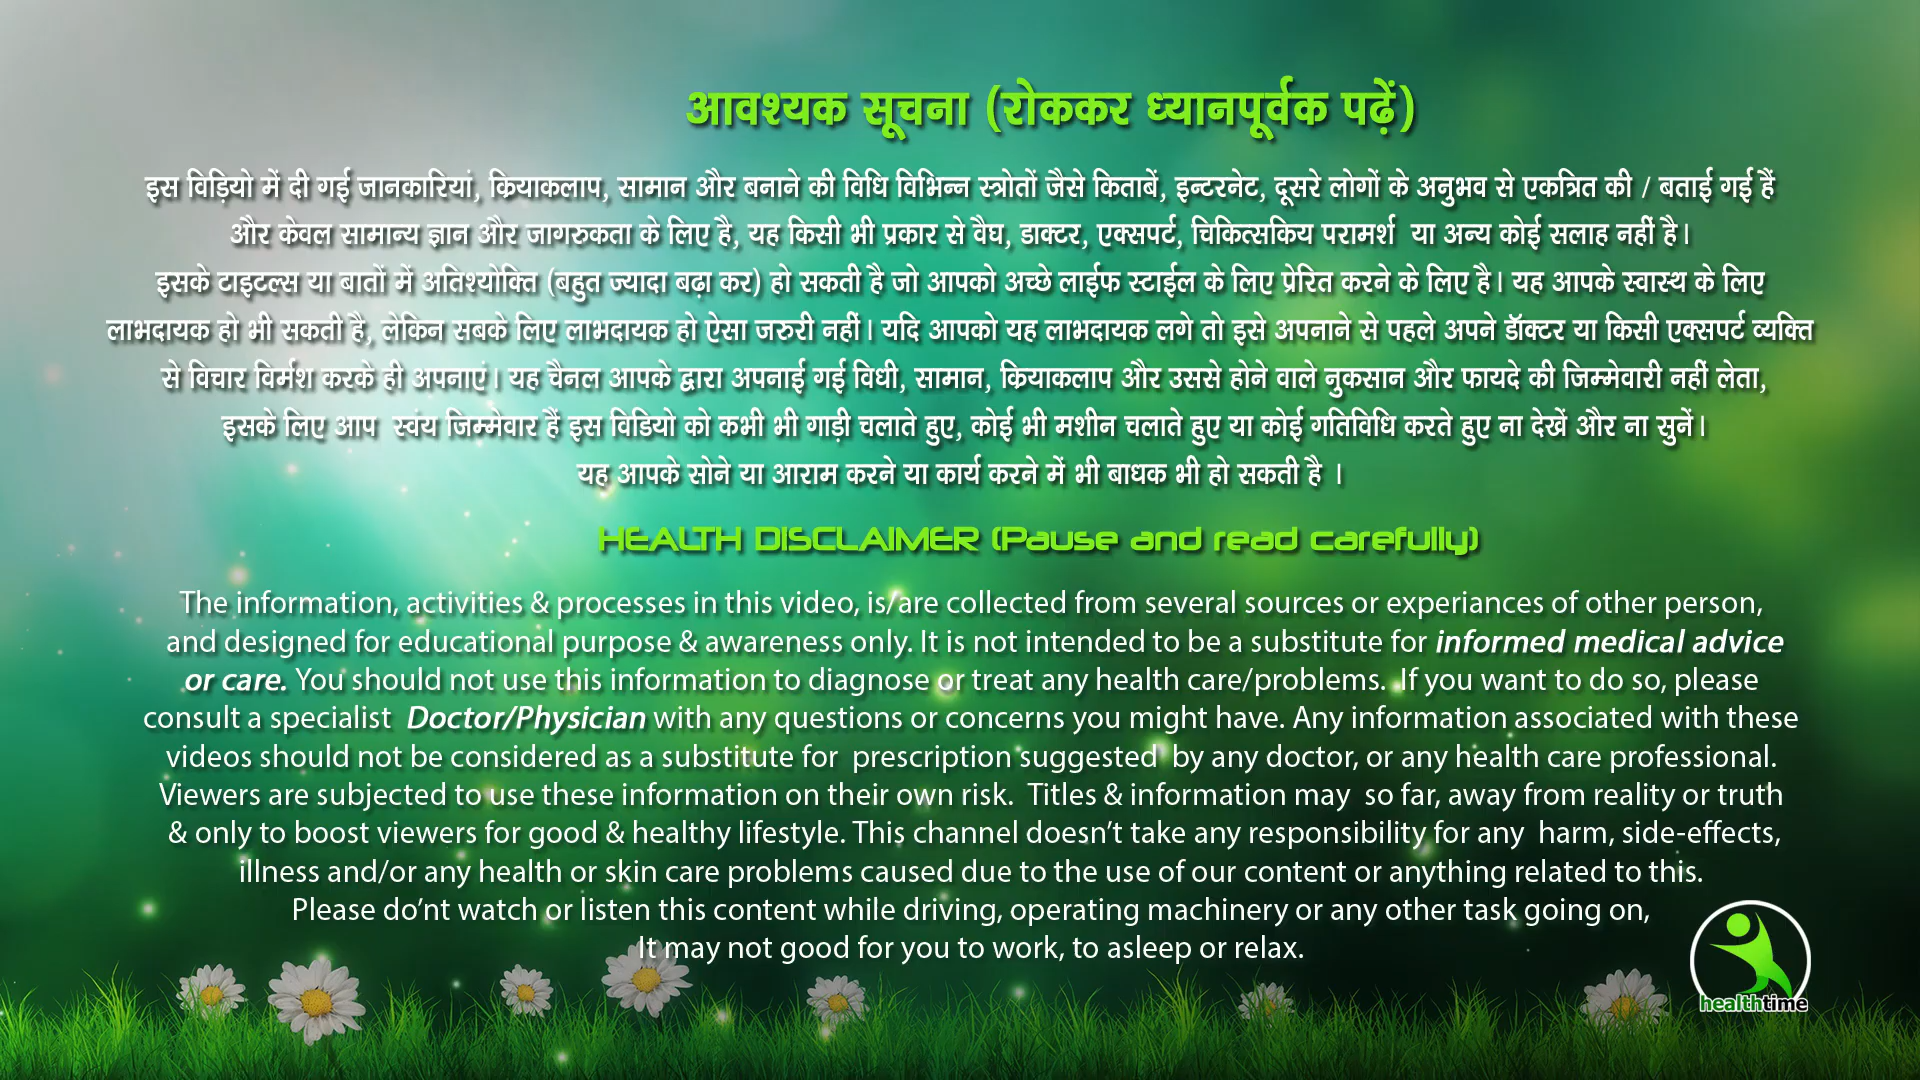 आवश्यक सूचना (रोककर ध्यानपूर्वक पढ़ें)
इस विड़ियो में दी गई जानकारियां, क्रियाकलाप, सामान और बनाने की विधि विभिन्न स्त्रोतों जैसे किताबें, इन्टरनेट, दूसरे लोगों के अनुभव से एकत्रित की / बताई गई हैं
और केवल सामान्य ज्ञान और जागरुकता के लिए है, यह किसी भी प्रकार से वैघ, डाक्टर, एक्सपर्ट, चिकित्सकिय परामर्श या अन्य कोई सलाह नहीं है।
इसके टाइटल्स या बातों में अतिश्योक्ति (बहुत ज्यादा बढ़ा कर) हो सकती है जो आपको अच्छे लाईफ स्टाईल के लिए प्रेरित करने के लिए है। यह आपके स्वास्थ के लिए
लाभदायक हो भी सकती है, लेकिन सबके लिए लाभदायक हो ऐसा जरुरी नहीं। यदि आपको यह लाभदायक लगे तो इसे अपनाने से पहले अपने डॉक्टर या किसी एक्सपर्ट व्यक्ति
से विचार विर्मश करके ही अपनाएं। यह चैनल आपके द्वारा अपनाई गई विधी, सामान, क्रियाकलाप और उससे होने वाले नुकसान और फायदे की जिम्मेवारी नहीं लेता,
इसके लिए आप स्वंय जिम्मेवार हैं इस विडियो को कभी भी गाड़ी चलाते हुए, कोई भी मशीन चलाते हुए या कोई गतिविधि करते हुए ना देखें और ना सुनें।
यह आपके सोने या आराम करने या कार्य करने में भी बाधक भी हो सकती है ।
HEALTH DISCLAIMER (Pause and read carefully)
The information, activities & processes in this video, is/are collected from several sources or experiances of other person,
and designed for educational purpose & awareness only. It is not intended to be a substitute for informed medical advice
or care. You should not use this information to diagnose or treat any health care/problems. If you want to do so, please
consult a specialist Doctor/Physician with any questions or concerns you might have. Any information associated with these
videos should not be considered as a substitute for prescription suggested by any doctor, or any health care professional.
Viewers are subjected to use these information on their own risk. Titles & information may so far, away from reality or truth
& only to boost viewers for good & healthy lifestyle. This channel doesn’t take any responsibility for any harm, side-effects,
illness and/or any health or skin care problems caused due to the use of our content or anything related to this.
Please do’nt watch or listen this content while driving, operating machinery or any other task going on,
It may not good for you to work, to asleep or relax.
healthtime